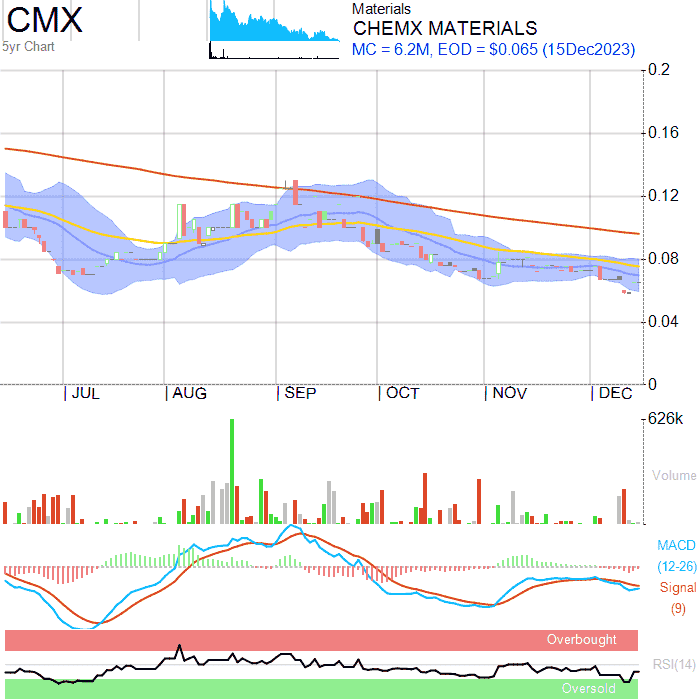 CMX
5yr Chart
Materials
CHEMX MATERIALS
MC = 6.2M, EOD = $0.065 (15Dec2023)
0.2
0.16
0.12
0.08
0.04
0
JUL AUG SEP OCT NOV DEC
626k
Volume
MACD
(12-26)
Signal
(9)
Overbought
RSI(14)
Oversold